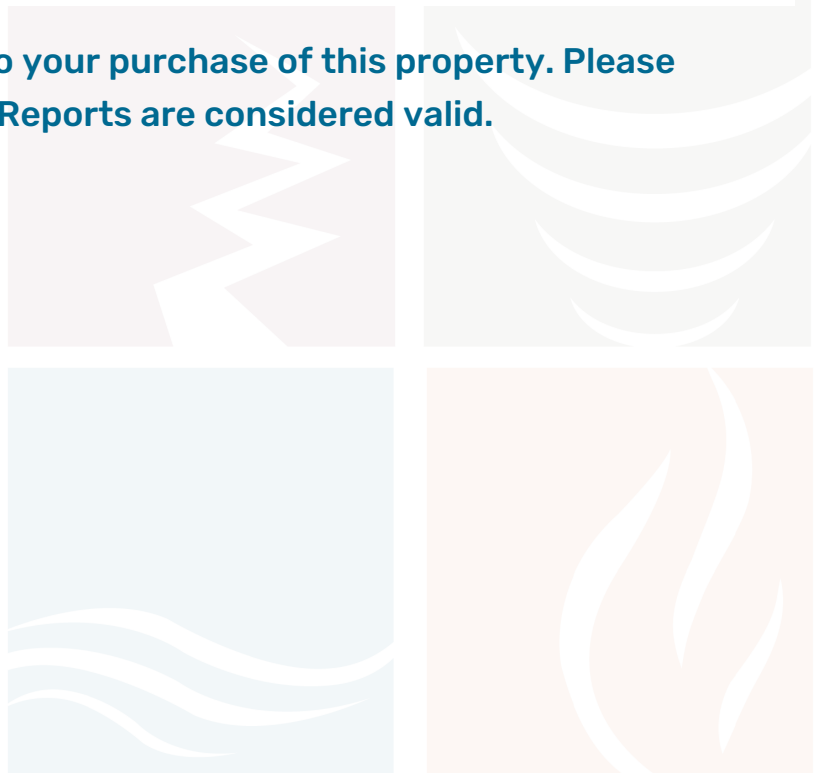 o your purchase of this property. Please
Reports are considered valid.